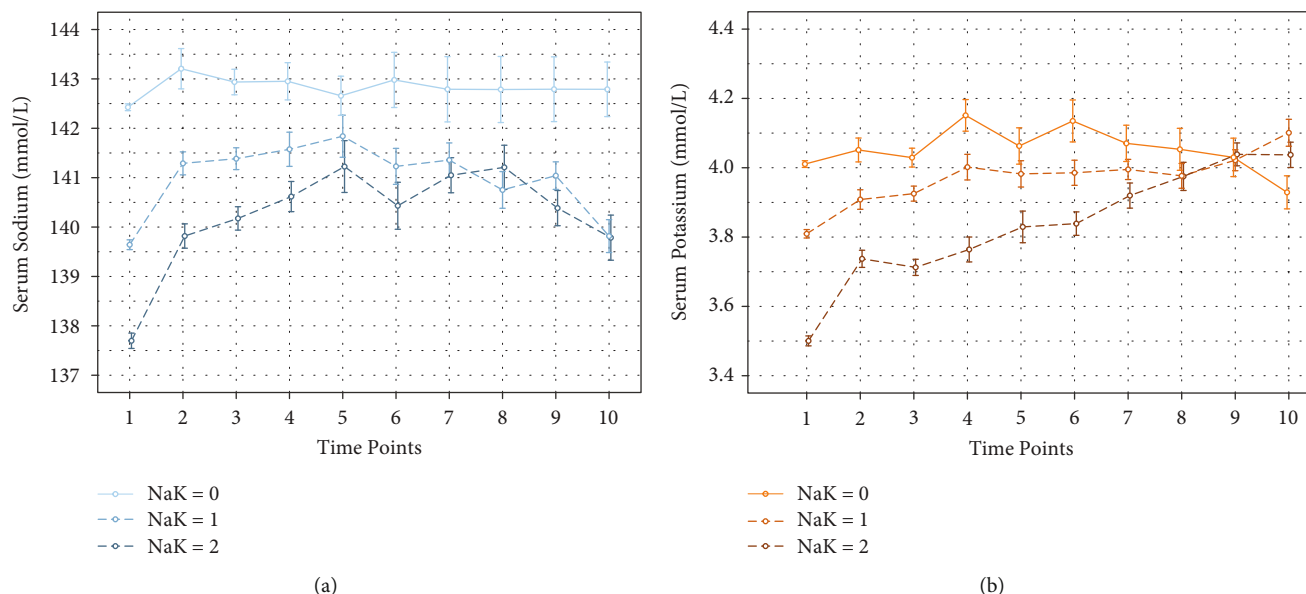 144
143
142
141
140
139
138
137
Serum Sodium (mmol/L)
1 2 3 4 5 6 7 8 9 10
Time Points
NaK = 0
NaK = 1
NaK = 2
(a)
4.4
4.2
4.0
3.8
3.6
3.4
Serum Potassium (mmol/L)
1 2 3 4 5 6 7 8 9 10
Time Points
NaK = 0
NaK = 1
NaK = 2
(b)